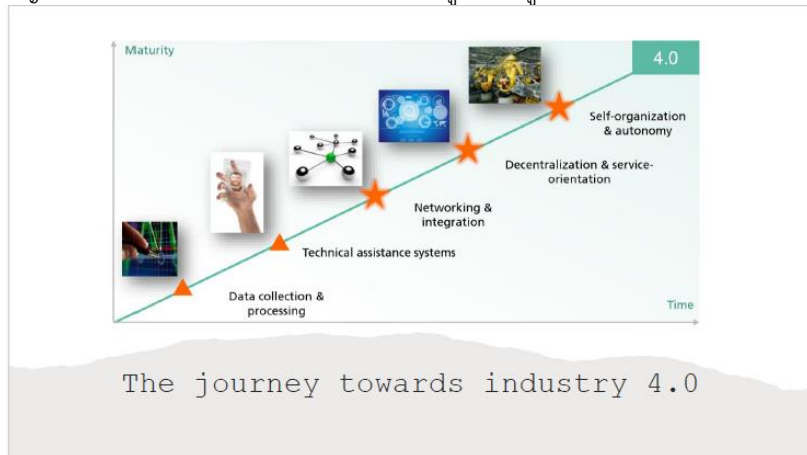 Maturity
4.0
Self-organization
& autonomy
Decentralization & service-
orientation
Networking &
integration
Technical assistance systems
Data collection &
processing
Time
The journey towards industry 4.0